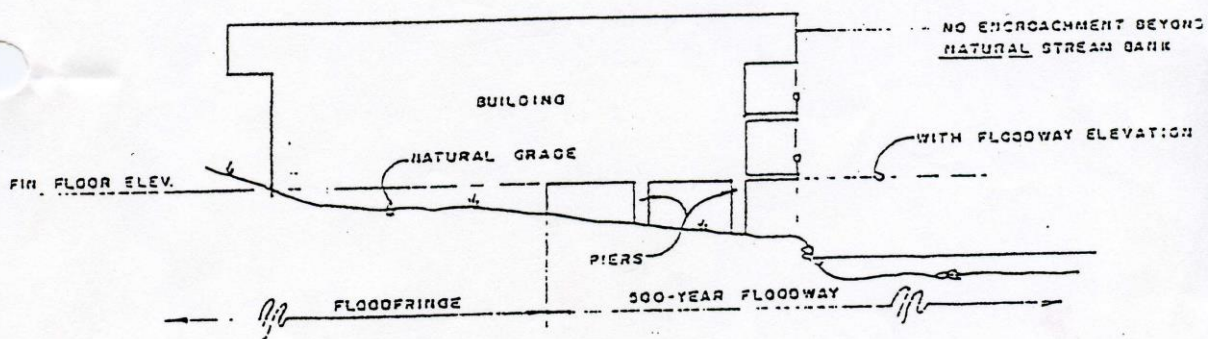 NO ENCROACHMENT BEYOND
NATURAL STREAM BANK
BUILDING
WITH FLOODWAY ELEVATION
NATURAL GRADE
FIN. FLOOR ELEV.
PIERS
FLOODFRINGE
500-YEAR FLOODWAY